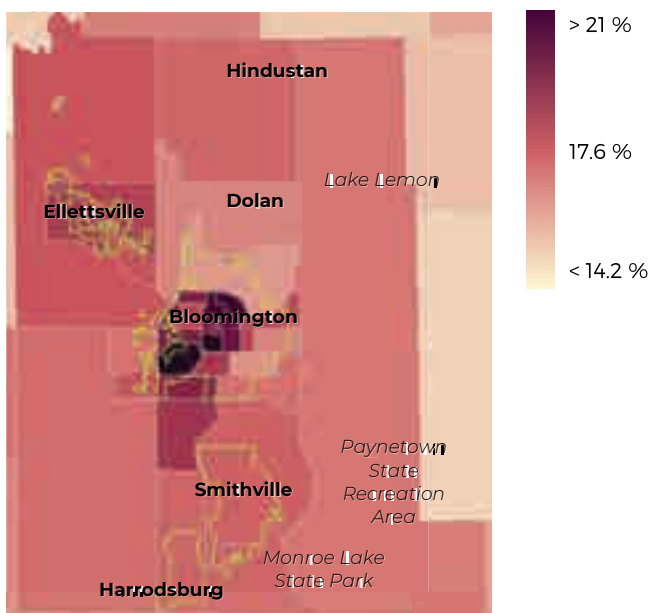 > 21 %
Hindustan
17.6 %
Lake Lemon
Dolan
Ellettsville
< 14.2 %
Bloomington
Paynetown
State
Recreation
Area
Smithville
Monroe Lake
State Park
Harrodsburg